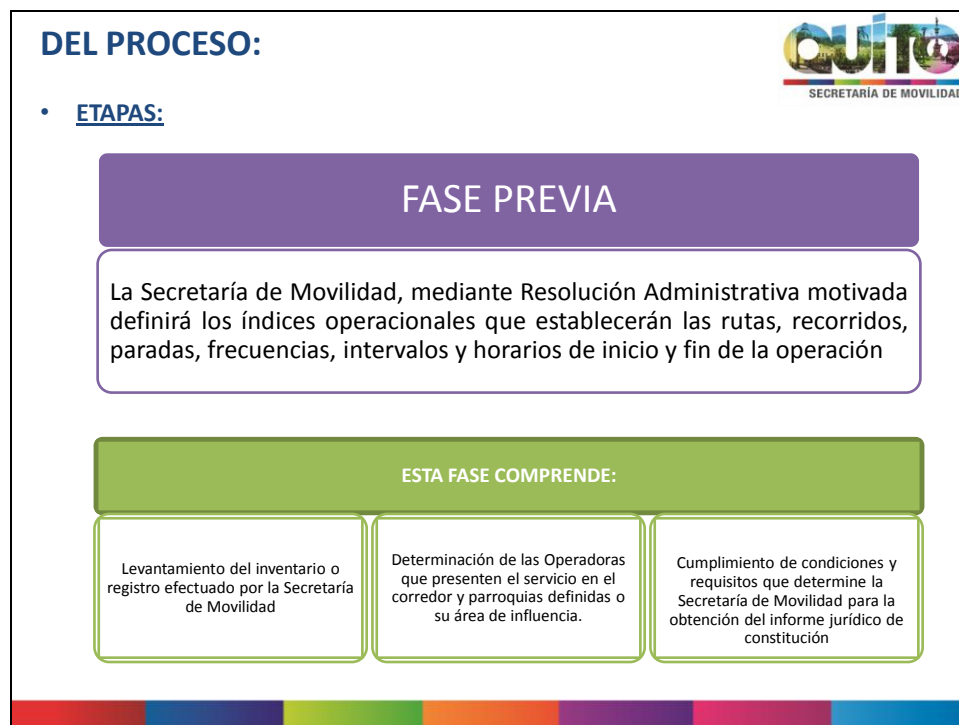 DEL PROCESO:
QUITO
SECRETARÍA DE MOVILIDAD
• ETAPAS:
FASE PREVIA
La Secretaría de Movilidad, mediante Resolución Administrativa motivada
definirá los índices operacionales que establecerán las rutas, recorridos,
paradas, frecuencias, intervalos y horarios de inicio y fin de la operación
ESTA FASE COMPRENDE:
Levantamiento del inventario o
registro efectuado por la Secretaría
de Movilidad
Determinación de las Operadoras
que presenten el servicio en el
corredor y parroquias definidas o
su área de influencia.
Cumplimiento de condiciones y
requisitos que determine la
Secretaría de Movilidad para la
obtención del informe jurídico de
constitución